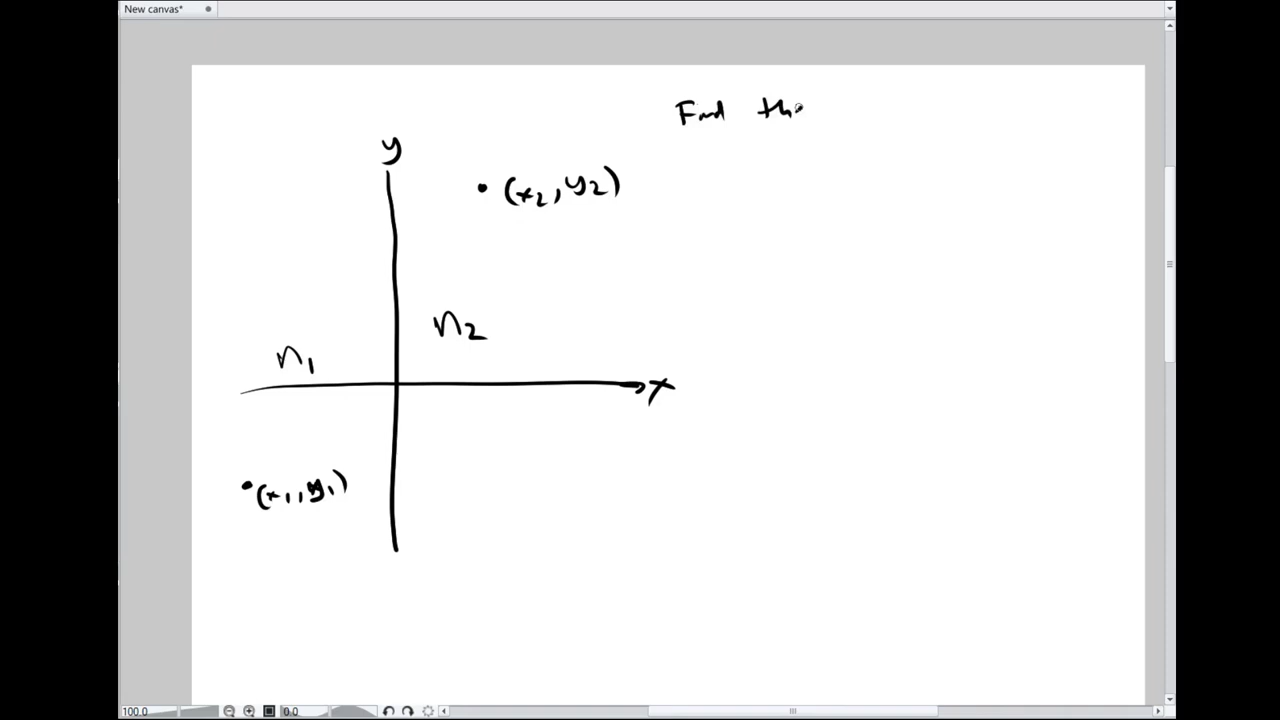 New canvas*
Find the
y
(x2, y2)
n2
n1
x
(x1, y1)
100.0
0.0